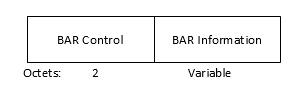 BAR Control BAR Information
Octets: 2 Variable